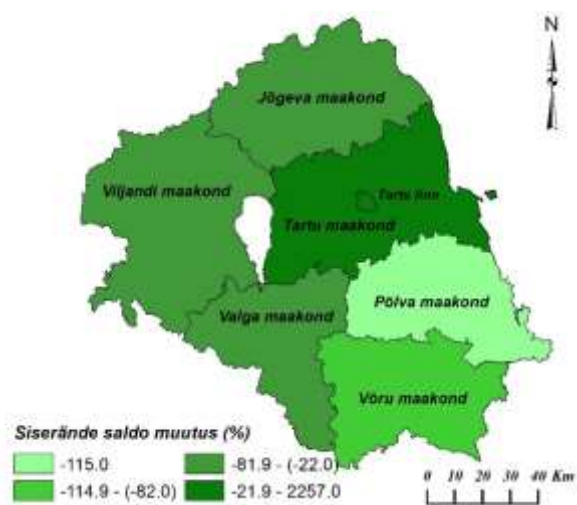 N
Jõgeva maakond
Viljandi maakond
Tartu linn
Tartu maakond
Põlva maakond
Valga maakond
Võru maakond
Siserände saldo muutus (%)
-115.0
-81.9 - (-22.0)
-114.9 - (-82.0)
-21.9 - 2257.0
0 10 20 30 40 Km